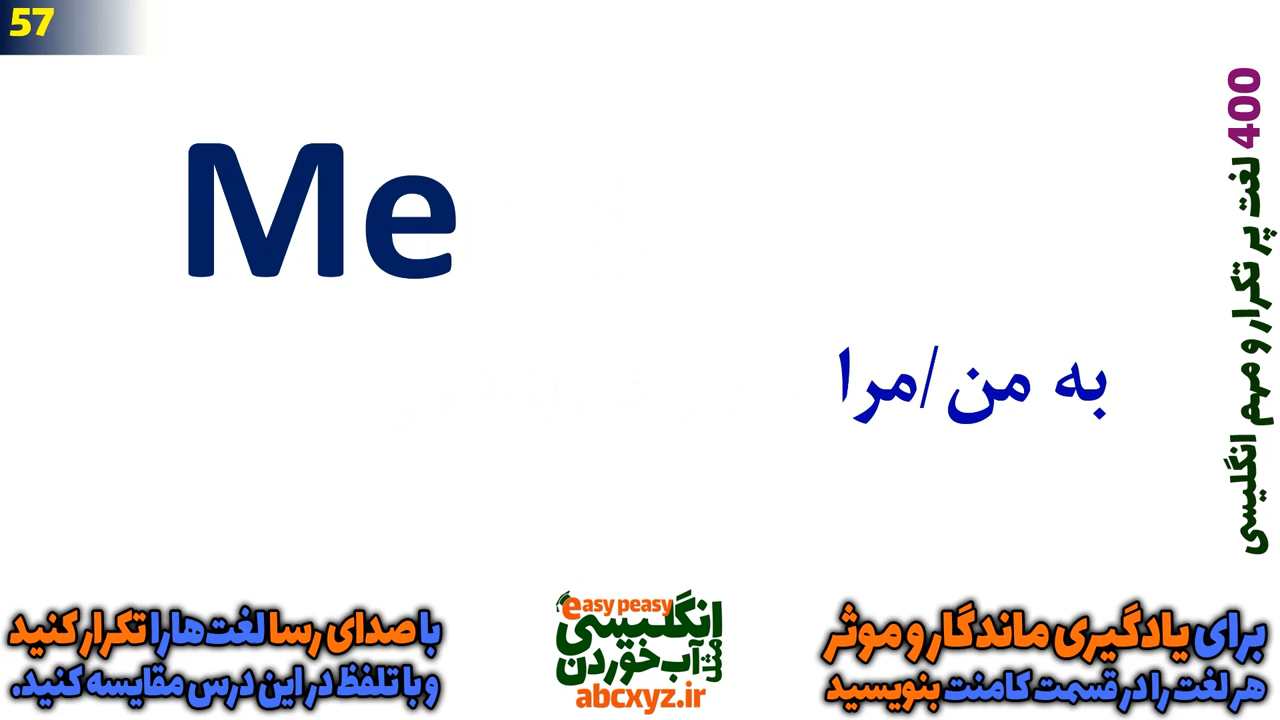 57
Me
به من/مرا
400 لغت پر تکرار و مهم انگلیسی
با صدای رسا لغت‌ها را تکرار کنید
و با تلفظ در این درس مقایسه کنید.
easy peasy
انگلیسی
مثل آب خوردن
abcxyz.ir
برای یادگیری ماندگار و موثر
هر لغت را در قسمت کامنت بنویسید